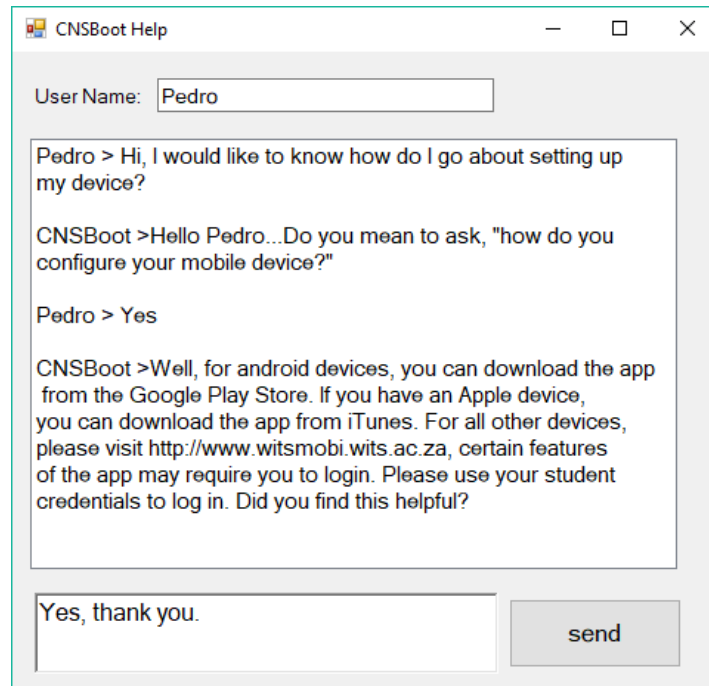 CNSBoot Help
User Name: Pedro
Pedro > Hi, I would like to know how do I go about setting up
my device?
CNSBoot >Hello Pedro...Do you mean to ask, "how do you
configure your mobile device?"
Pedro > Yes
CNSBoot >Well, for android devices, you can download the app
from the Google Play Store. If you have an Apple device,
you can download the app from iTunes. For all other devices,
please visit http://www.witsmobi.wits.ac.za, certain features
of the app may require you to login. Please use your student
credentials to log in. Did you find this helpful?
Yes, thank you.
send